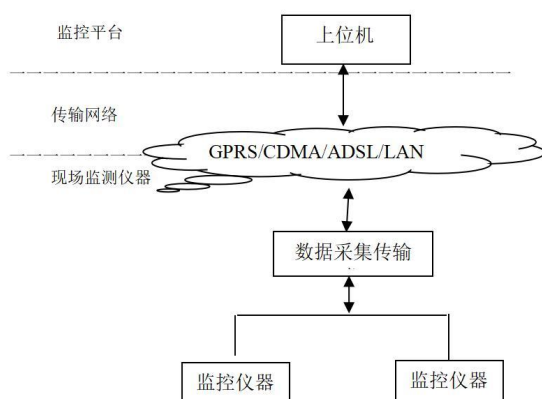 监控平台
上位机
传输网络
GPRS/CDMA/ADSL/LAN
现场监测仪器
数据采集传输
监控仪器
监控仪器